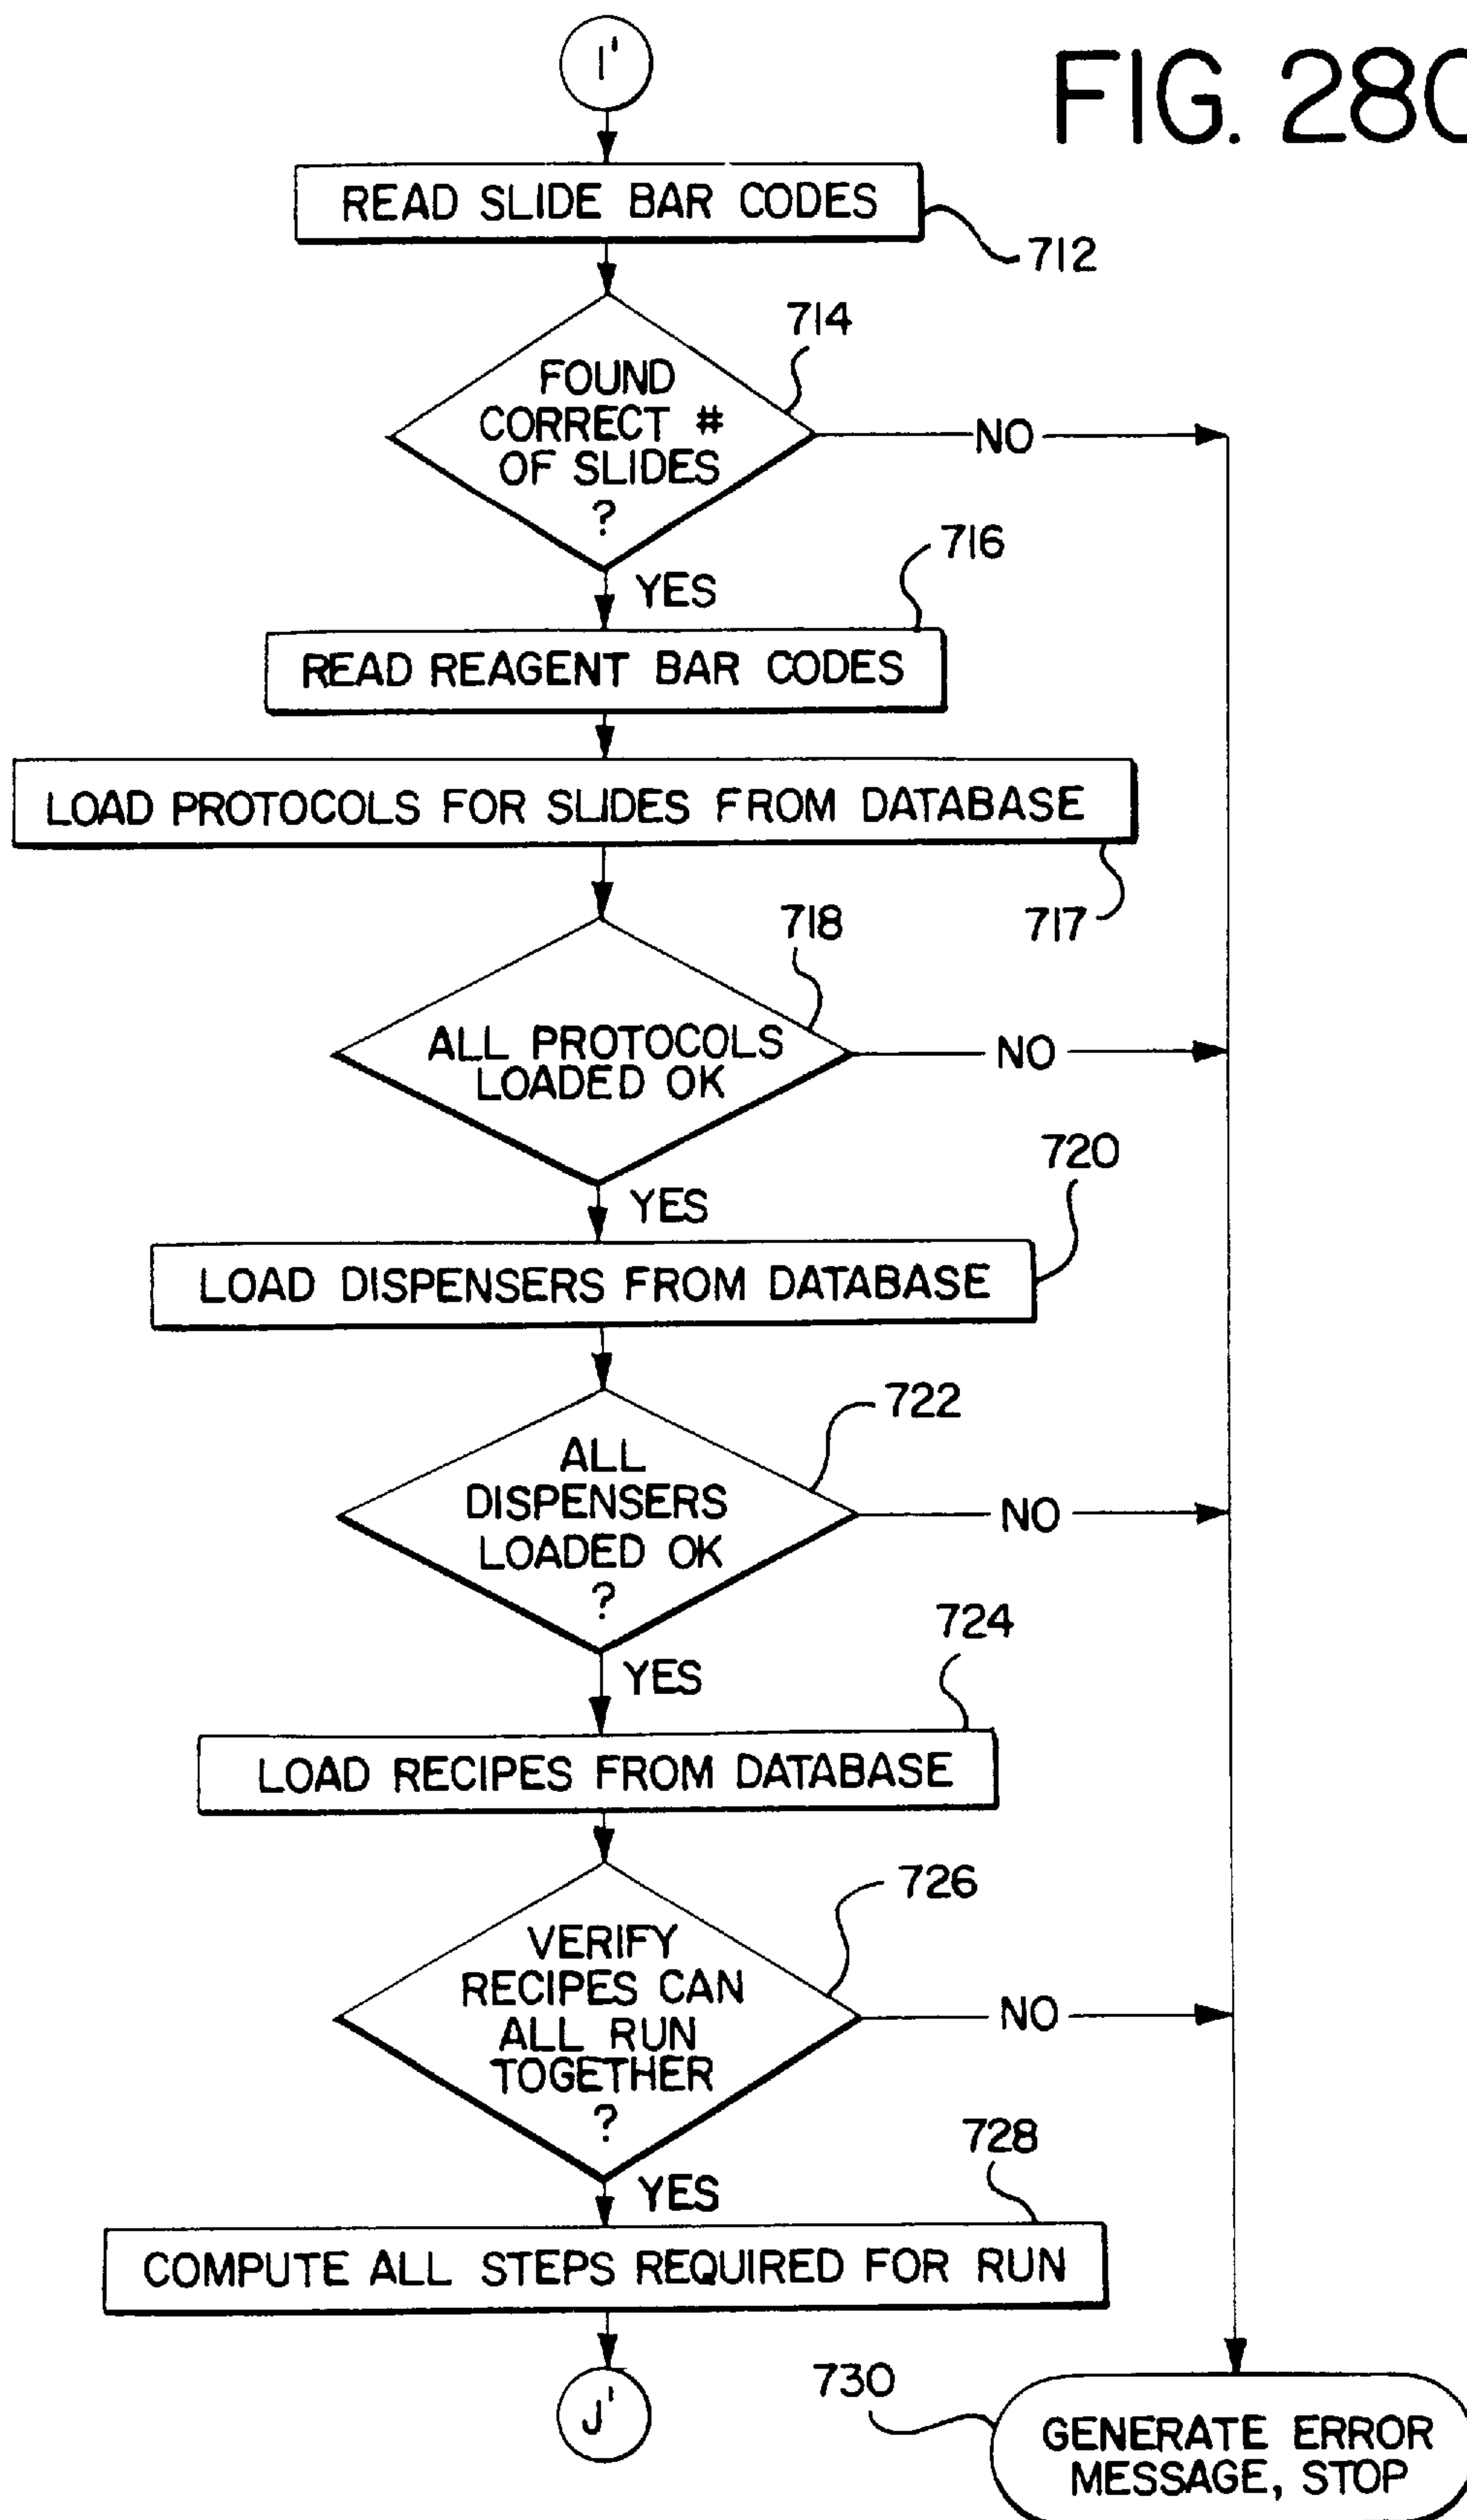 I'
FIG. 28
READ SLIDE BAR CODES
712
714
FOUND
CORRECT #
OF SLIDES
?
NO
YES
716
READ REAGENT BAR CODES
LOAD PROTOCOLS FOR SLIDES FROM DATABASE
717
718
ALL PROTOCOLS
LOADED OK
NO
YES
720
LOAD DISPENSERS FROM DATABASE
722
ALL
DISPENSERS
LOADED OK
?
NO
YES
724
LOAD RECIPES FROM DATABASE
726
VERIFY
RECIPES CAN
ALL RUN
TOGETHER
?
NO
YES
728
COMPUTE ALL STEPS REQUIRED FOR RUN
J'
730
GENERATE ERROR
MESSAGE, STOP